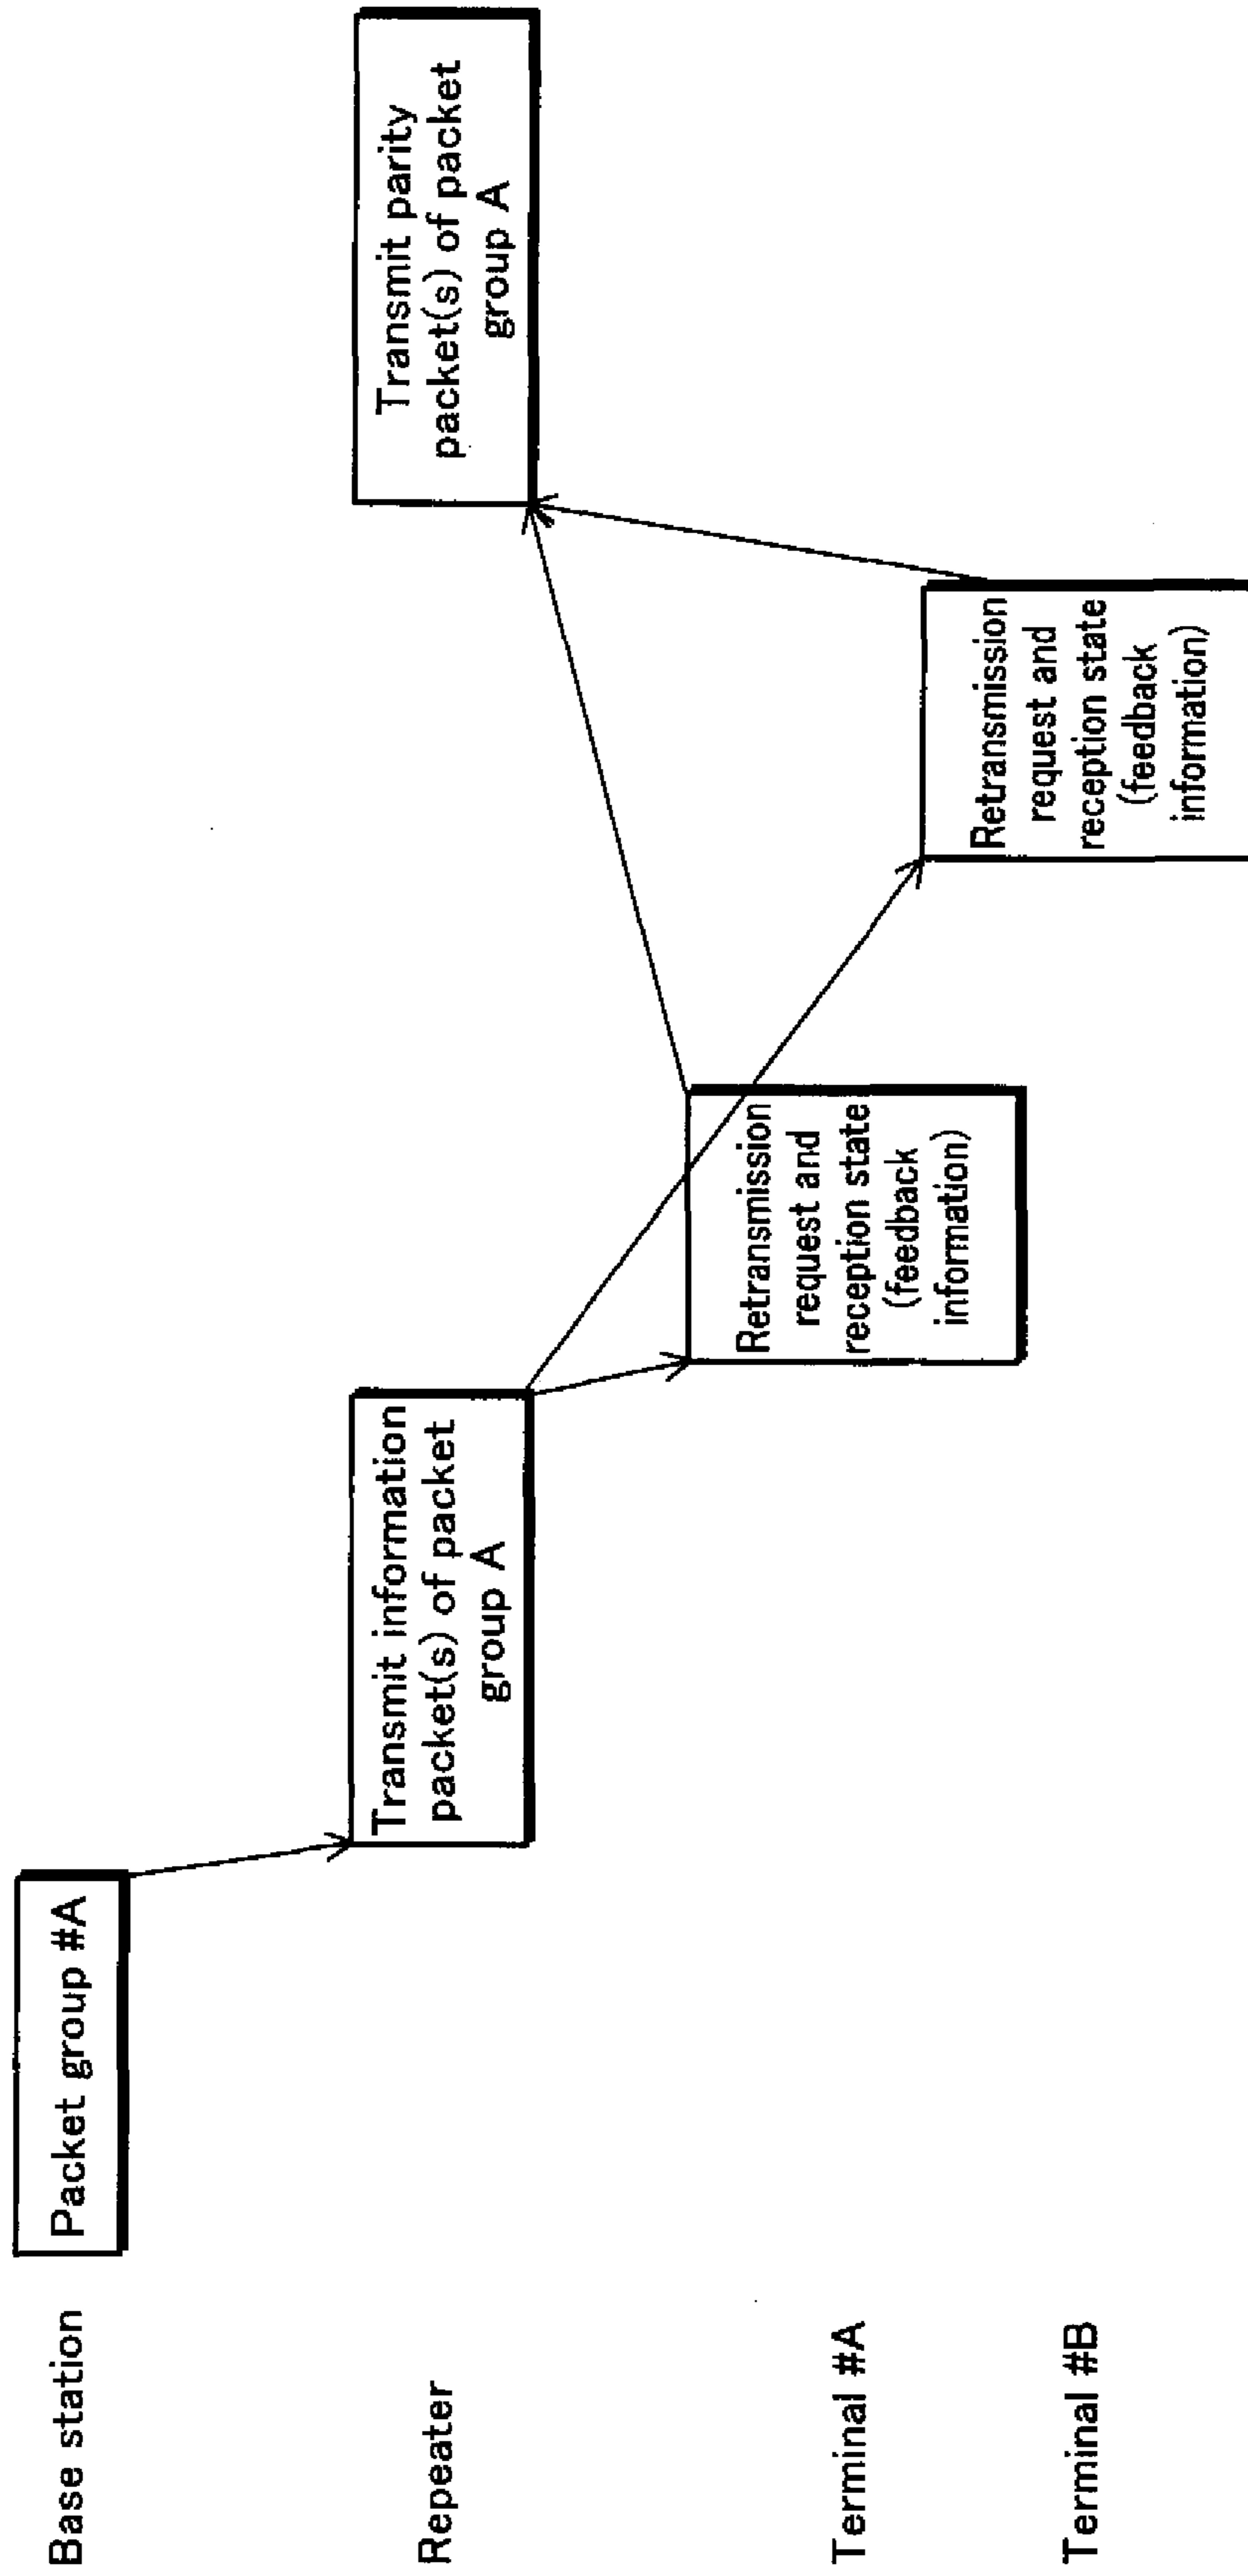 Base station
Packet group #A
Repeater
Transmit information
packet(s) of packet
group A
Transmit parity
packet(s) of packet
group A
Terminal #A
Retransmission
request and
reception state
(feedback
information)
Terminal #B
Retransmission
request and
reception state
(feedback
information)